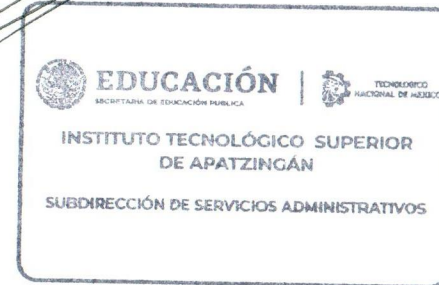 EDUCACIÓN
SECRETARÍA DE EDUCACIÓN PÚBLICA
TECNOLÓGICO
NACIONAL DE MÉXICO
INSTITUTO TECNOLÓGICO SUPERIOR
DE APATZINGÁN
SUBDIRECCIÓN DE SERVICIOS ADMINISTRATIVOS